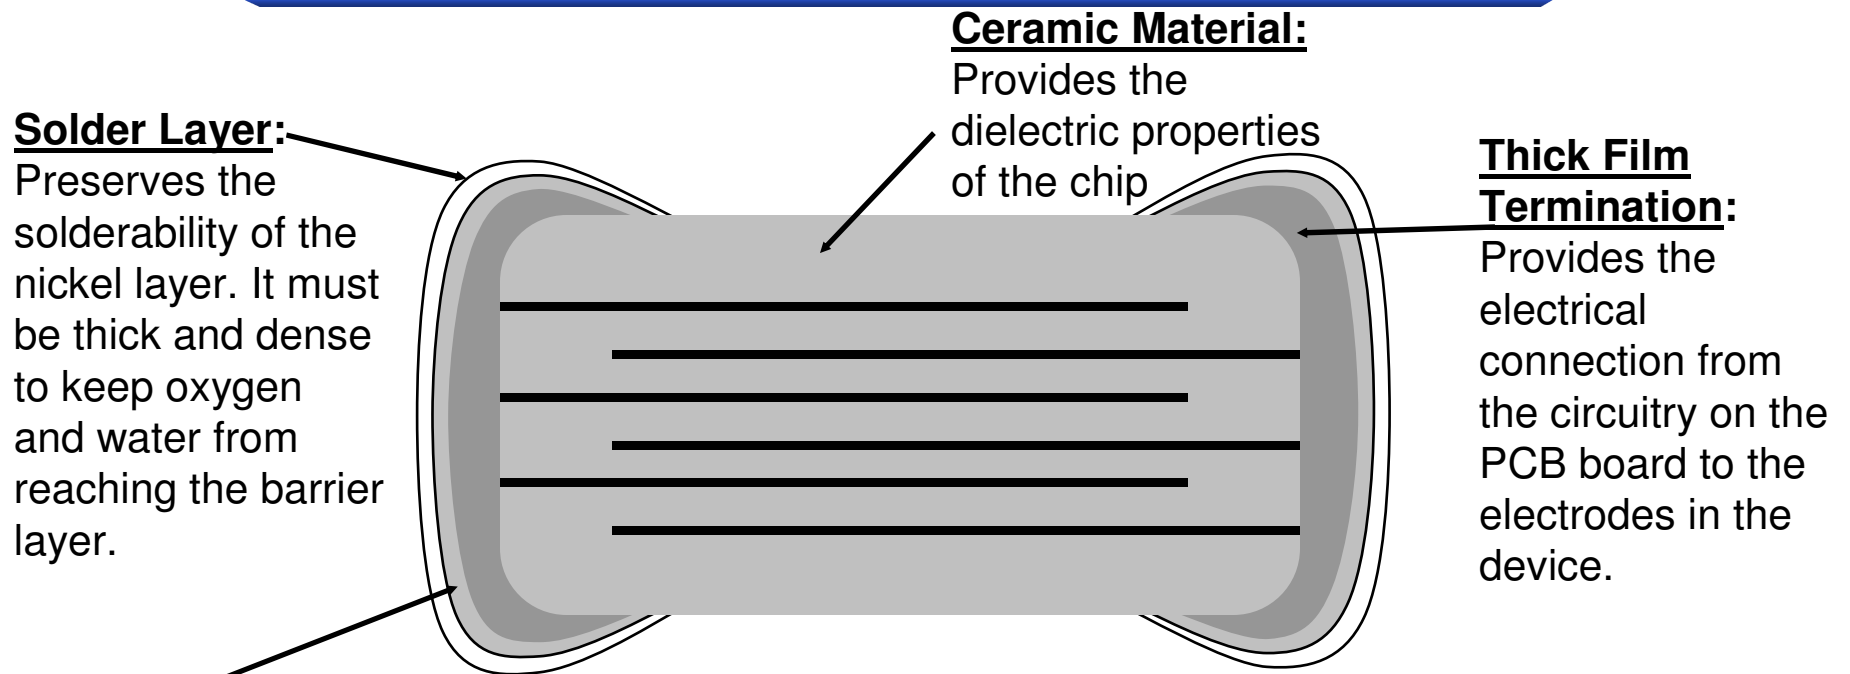 Ceramic Material:
Provides the
dielectric properties
of the chip
Solder Layer:
Preserves the
solderability of the
nickel layer. It must
be thick and dense
to keep oxygen
and water from
reaching the barrier
layer.
Thick Film
Termination:
Provides the
electrical
connection from
the circuitry on the
PCB board to the
electrodes in the
device.